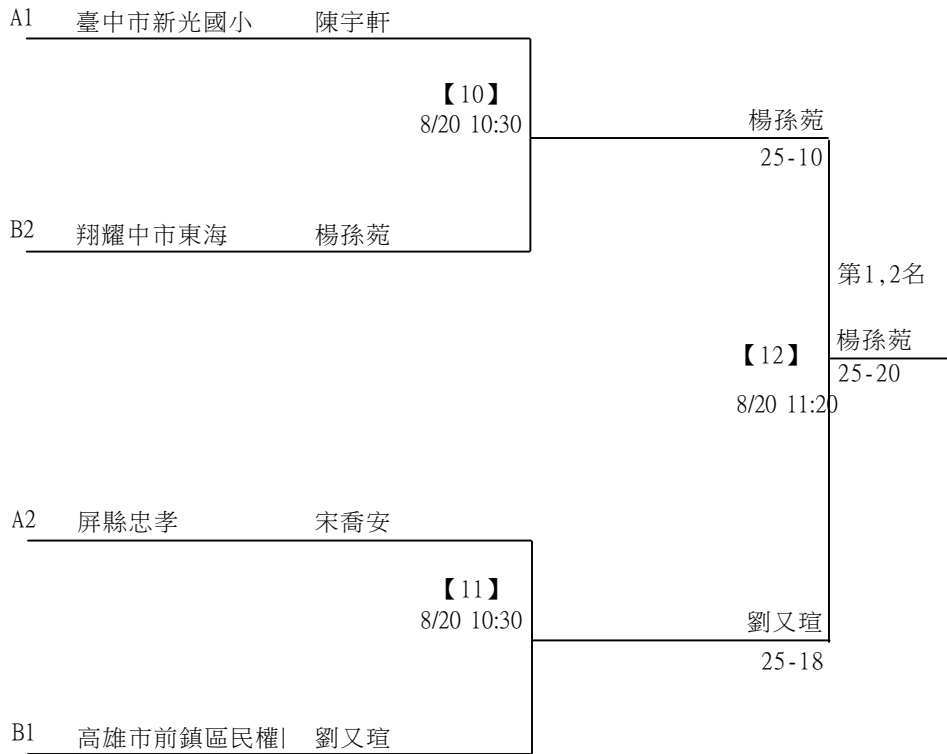 A1 臺中市新光國小 陳宇軒
【10】
8/20 10:30
楊孫菀
25-10
B2 翔耀中市東海 楊孫菀
第1,2名
【12】
楊孫菀
25-20
8/20 11:20
A2 屏縣忠孝 宋喬安
【11】
8/20 10:30
劉又瑄
25-18
B1 高雄市前鎮區民權 劉又瑄